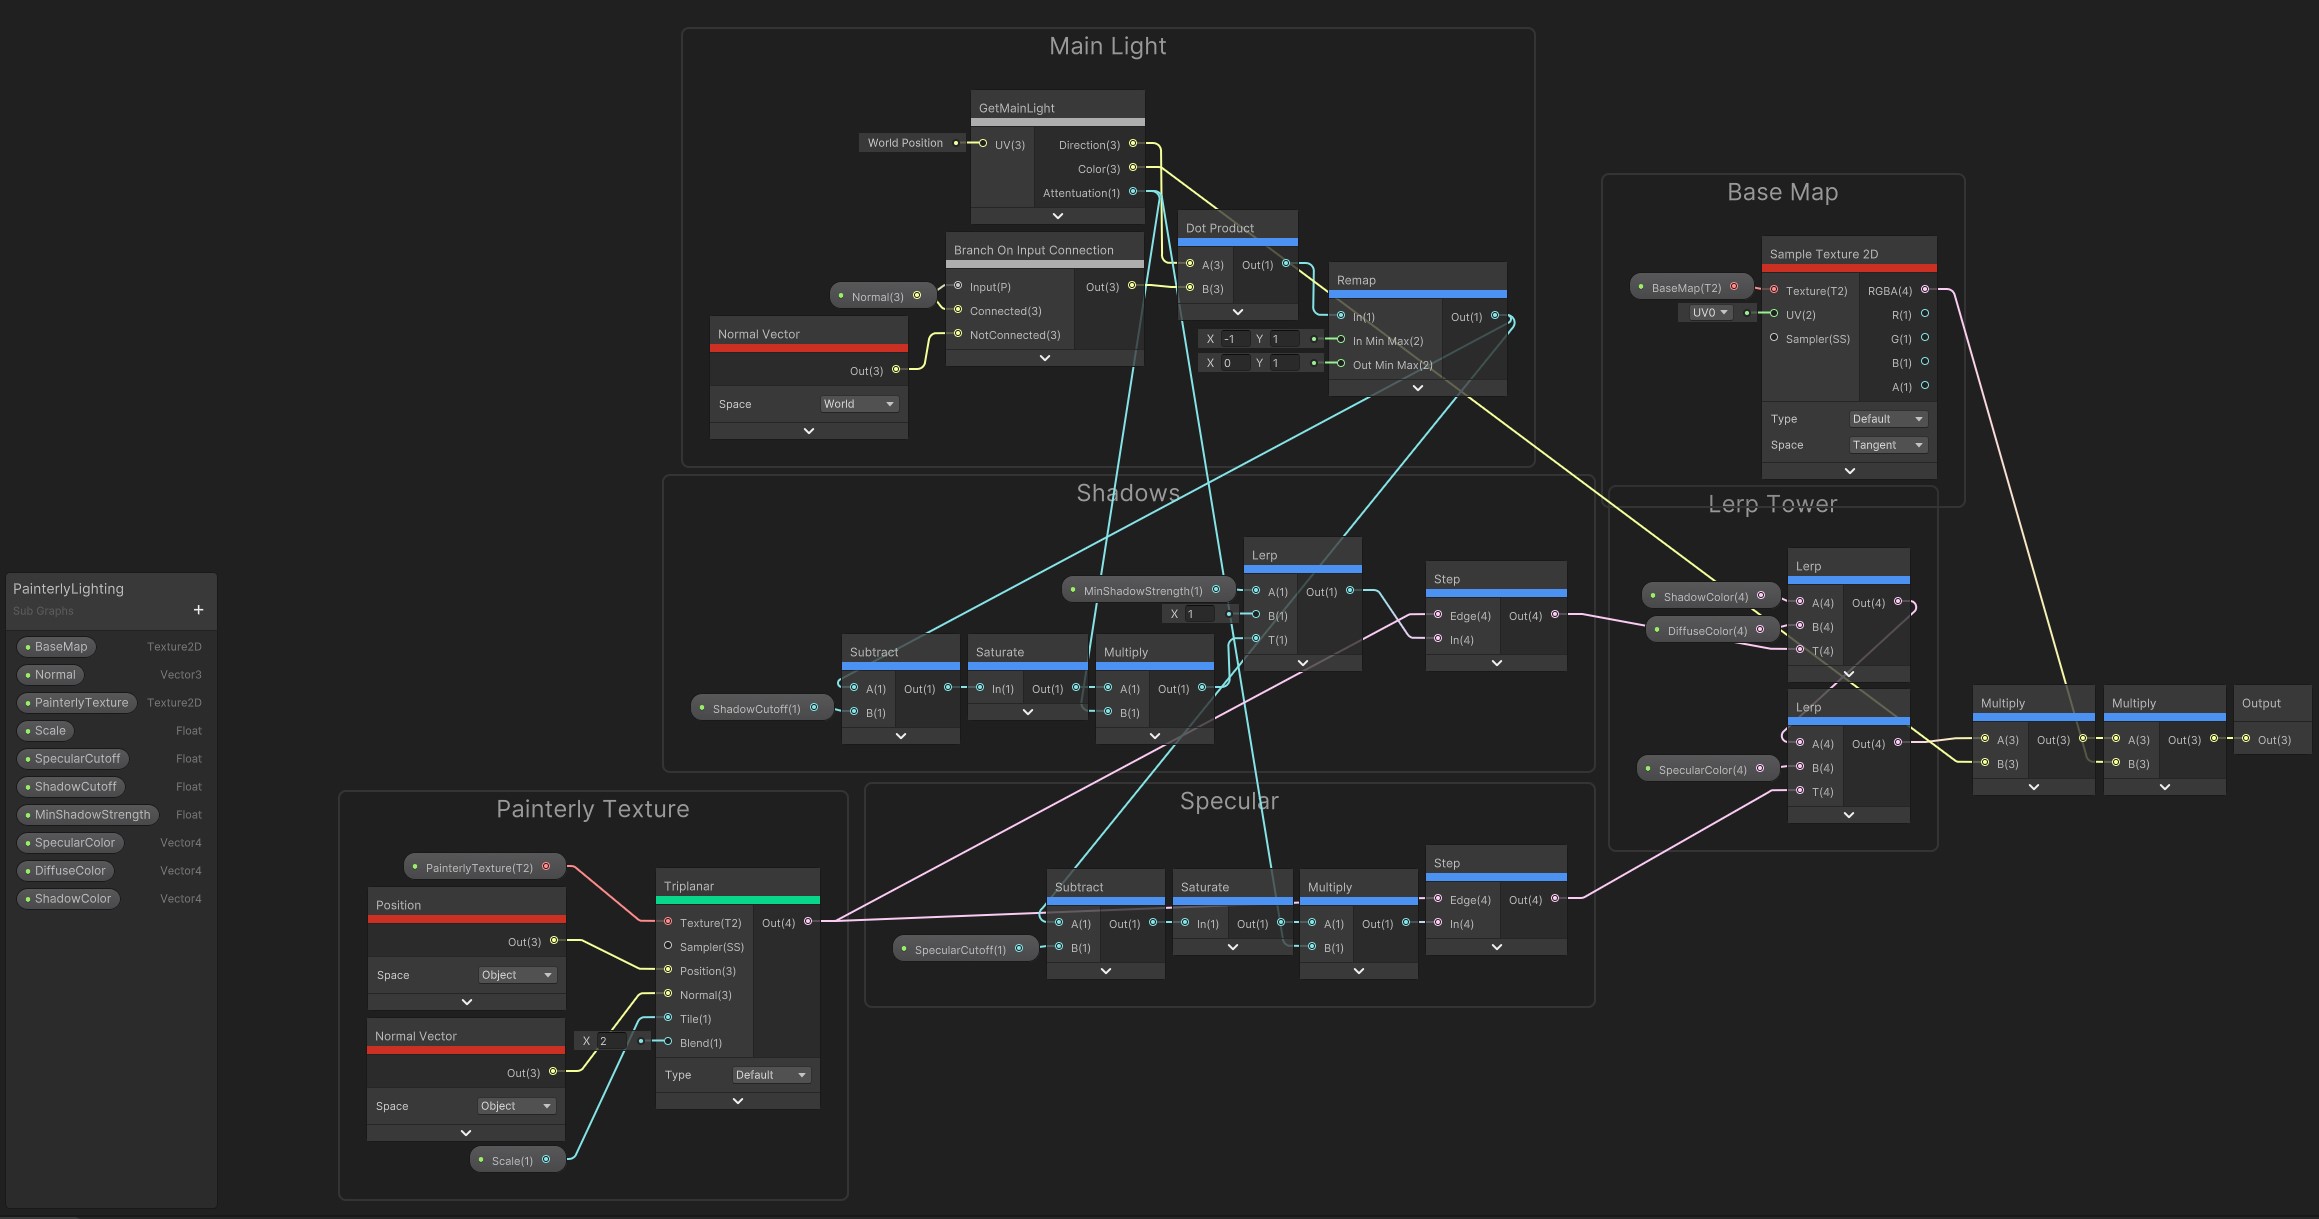 Main Light
GetMainLight
World Position
UV(3)
Direction(3)
Color(3)
Attentuation(1)
Branch On Input Connection
Normal(3)
Input(P)
Out(3)
Connected(3)
NotConnected(3)
Normal Vector
Out(3)
Space
World
Dot Product
A(3)
Out(1)
B(3)
Remap
In(1)
Out(1)
X -1 Y 1
In Min Max(2)
X 0 Y 1
Out Min Max(2)
Base Map
Sample Texture 2D
BaseMap(T2)
Texture(T2)
RGBA(4)
UV0
UV(2)
R(1)
Sampler(SS)
G(1)
B(1)
A(1)
Type
Default
Space
Tangent
Shadows
Lerp
MinShadowStrength(1)
A(1)
Out(1)
X 1
B(1)
T(1)
Step
Edge(4)
Out(4)
In(4)
Subtract
A(1)
Out(1)
ShadowCutoff(1)
B(1)
Saturate
In(1)
Out(1)
Multiply
A(1)
Out(1)
B(1)
Lerp Tower
Lerp
ShadowColor(4)
A(4)
Out(4)
DiffuseColor(4)
B(4)
T(4)
Lerp
A(4)
Out(4)
SpecularColor(4)
B(4)
T(4)
Multiply
A(3)
Out(3)
B(3)
Multiply
A(3)
Out(3)
B(3)
Output
Out(3)
PainterlyLighting
Sub Graphs
+
BaseMap Texture2D
Normal Vector3
PainterlyTexture Texture2D
Scale Float
SpecularCutoff Float
ShadowCutoff Float
MinShadowStrength Float
SpecularColor Vector4
DiffuseColor Vector4
ShadowColor Vector4
Painterly Texture
PainterlyTexture(T2)
Position
Out(3)
Space
Object
Normal Vector
Out(3)
Space
Object
Scale(1)
X 2
Triplanar
Texture(T2)
Out(4)
Sampler(SS)
Position(3)
Normal(3)
Tile(1)
Blend(1)
Type
Default
Specular
Subtract
A(1)
Out(1)
SpecularCutoff(1)
B(1)
Saturate
In(1)
Out(1)
Multiply
A(1)
Out(1)
B(1)
Step
Edge(4)
Out(4)
In(4)